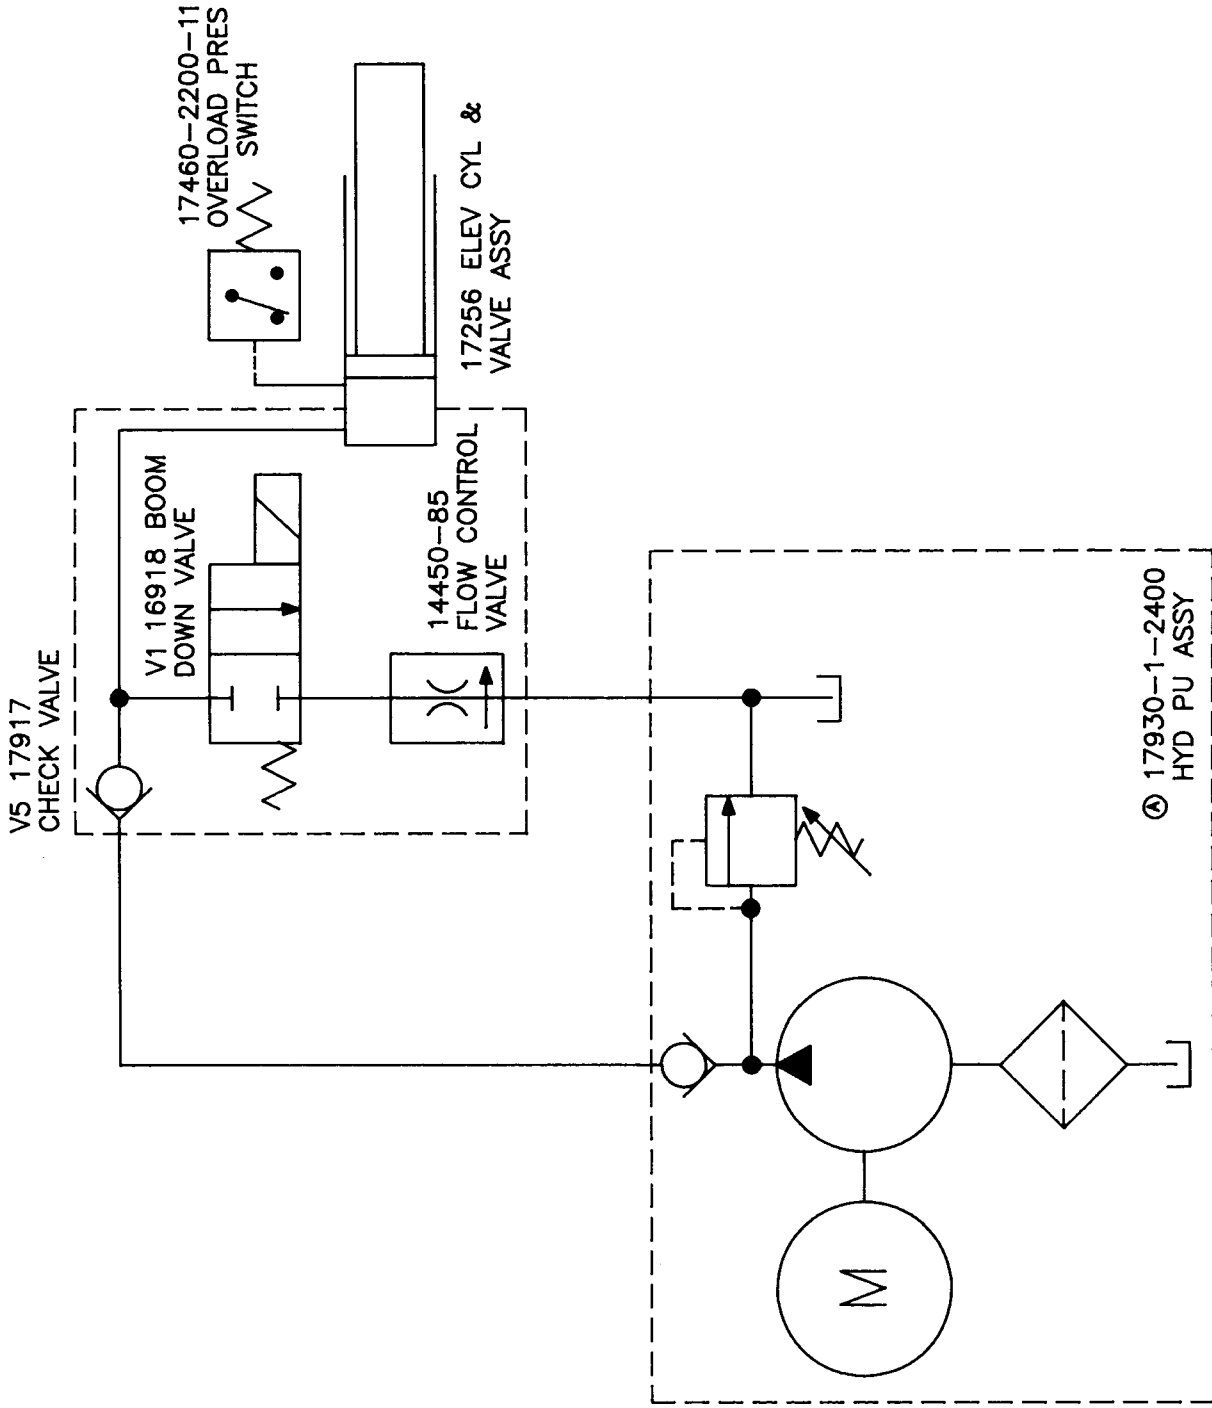 V5 17917
CHECK VALVE
V1 16918 BOOM
DOWN VALVE
17460-2200-11
OVERLOAD PRES
SWITCH
14450-85
FLOW CONTROL
VALVE
17256 ELEV CYL &
VALVE ASSY
M
A 17930-1-2400
HYD PU ASSY